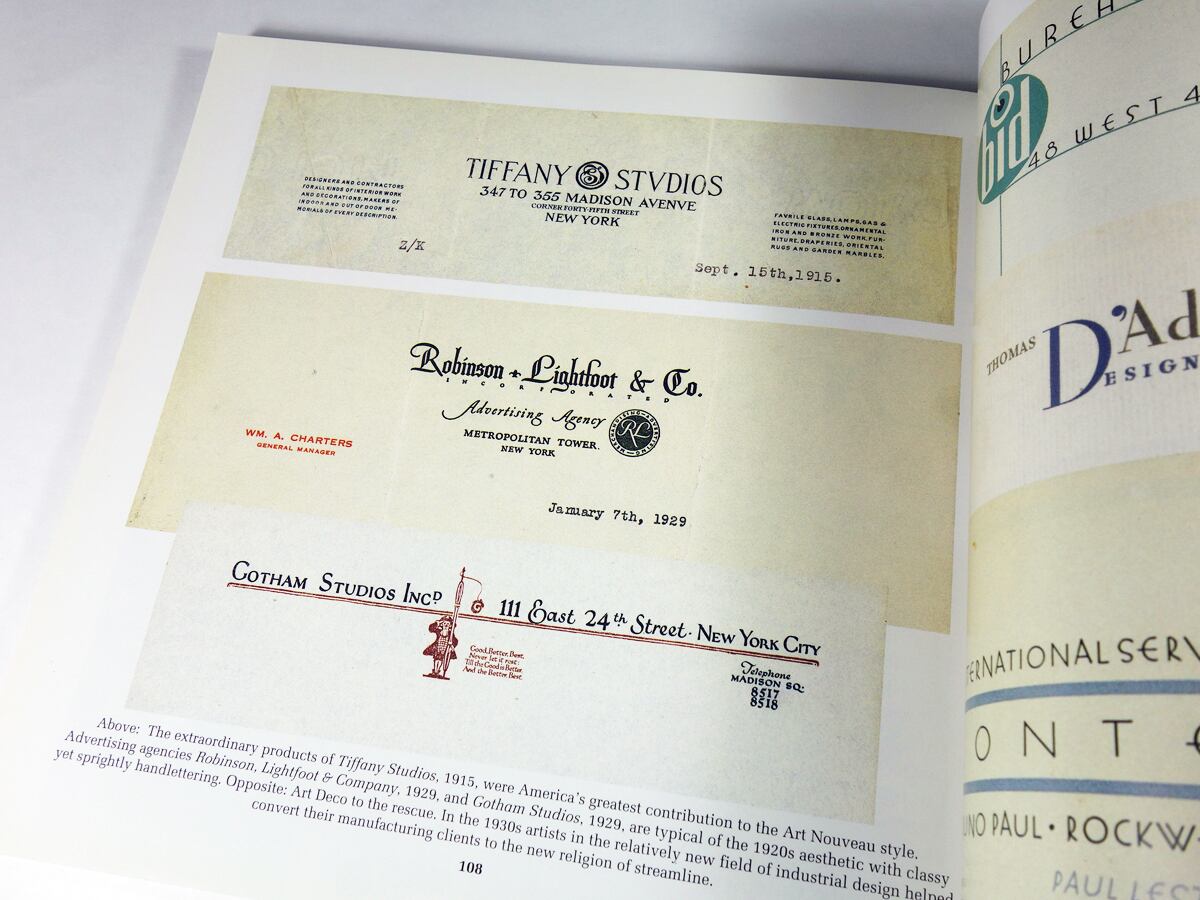 TIFFANY STVDIOS
347 TO 355 MADISON AVENVE
CORNER FORTY-FIFTH STREET
NEW YORK
DESIGNERS AND CONTRACTORS
FOR ALL KINDS OF INTERIOR WORK
AND DECORATIONS, MAKERS OF
INDOOR AND OUT OF DOOR ME-
MORIALS OF EVERY DESCRIPTION.
FAVRILE GLASS, LAMPS, GAS &
ELECTRIC FIXTURES, ORNAMENTAL
IRON AND BRONZE WORK, FUR-
NITURE, DRAPERIES, ORIENTAL
RUGS AND GARDEN MARBLES.
Z/K
Sept. 15th, 1915.
Robinson Lightfoot & Co.
INCORPORATED
Advertising Agency
METROPOLITAN TOWER.
NEW YORK
RL
MERCHANDISING ADVERTISING
WM. A. CHARTERS
GENERAL MANAGER
January 7th, 1929
GOTHAM STUDIOS INCD
111 East 24th Street · NEW YORK CITY
Good, Better, Best,
Never let it rest:
Till the Good is Better,
And the Better, Best.
Telephone
MADISON SQ.
8517
8518
Above: The extraordinary products of Tiffany Studios, 1915, were America's greatest contribution to the Art Nouveau style.
Advertising agencies Robinson, Lightfoot & Company, 1929, and Gotham Studios, 1929, are typical of the 1920s aesthetic with classy
yet sprightly handlettering. Opposite: Art Deco to the rescue. In the 1930s artists in the relatively new field of industrial design helped
convert their manufacturing clients to the new religion of streamline.
108
BUREA
bid
48 WEST 4
THOMAS D'Ad
DESIGN
ERNATIONAL SERV
ONT
UNO PAUL · ROCKW
PAUL LEST